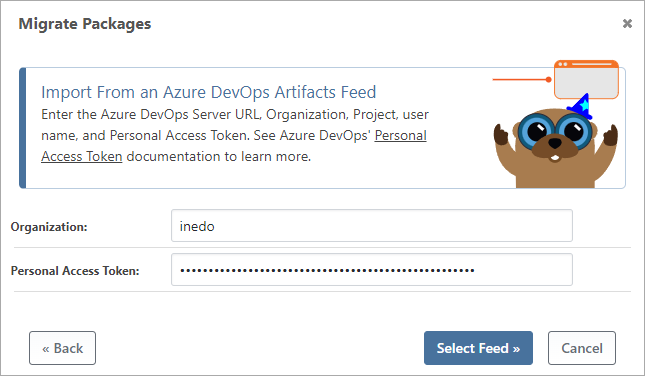 Migrate Packages
Import From an Azure DevOps Artifacts Feed
Enter the Azure DevOps Server URL, Organization, Project, user
name, and Personal Access Token. See Azure DevOps' Personal
Access Token documentation to learn more.
Organization: inedo
Personal Access Token: ••••••••••••••••••••••••••••••••••••••••••••••••••••
« Back Select Feed » Cancel